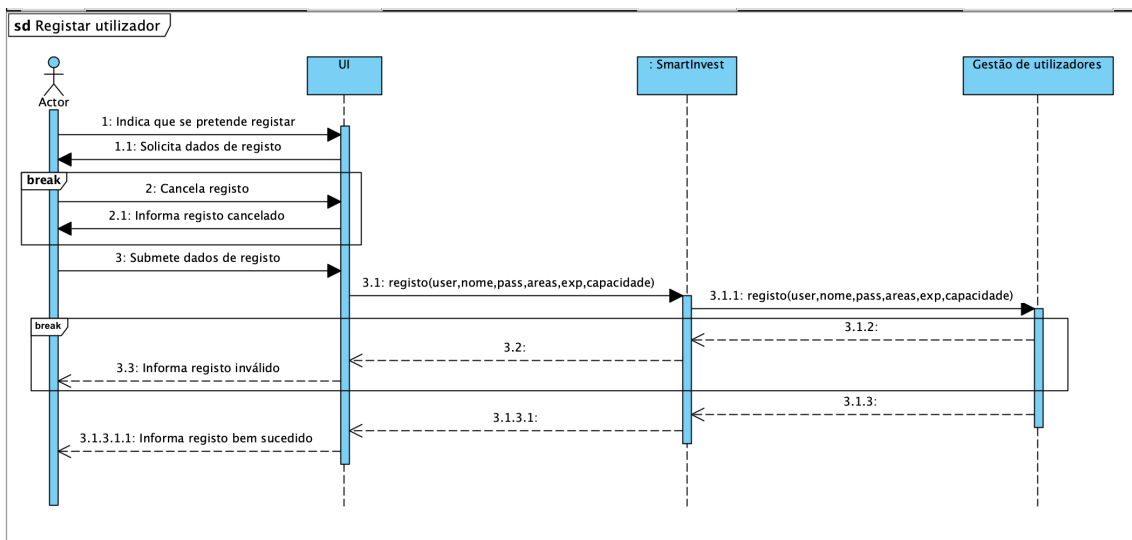 sd Registar utilizador
UI
: SmartInvest
Gestão de utilizadores
Actor
1: Indica que se pretende registar
1.1: Solicita dados de registo
break
2: Cancela registo
2.1: Informa registo cancelado
3: Submete dados de registo
3.1: registo(user,nome,pass,areas,exp,capacidade)
3.1.1: registo(user,nome,pass,areas,exp,capacidade)
break
3.1.2:
3.2:
3.3: Informa registo inválido
3.1.3:
3.1.3.1:
3.1.3.1.1: Informa registo bem sucedido